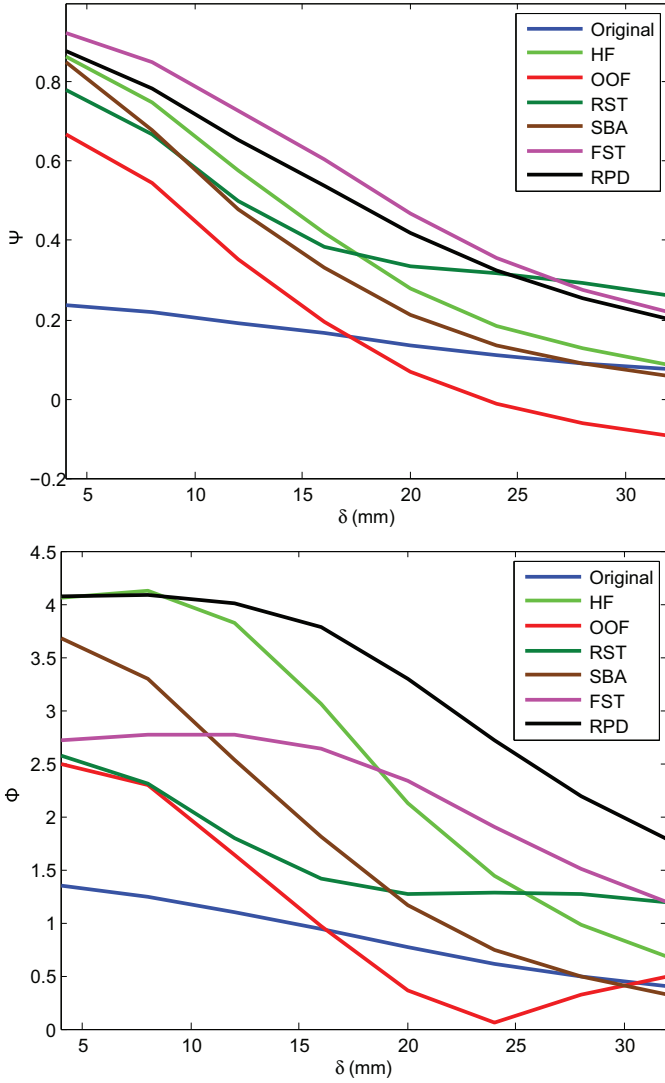 Original
HF
OOF
RST
SBA
FST
RPD
0.8
0.6
0.4
0.2
0
−0.2
Ψ
5 10 15 20 25 30
δ (mm)
4.5
4
3.5
3
2.5
2
1.5
1
0.5
0
Φ
Original
HF
OOF
RST
SBA
FST
RPD
5 10 15 20 25 30
δ (mm)